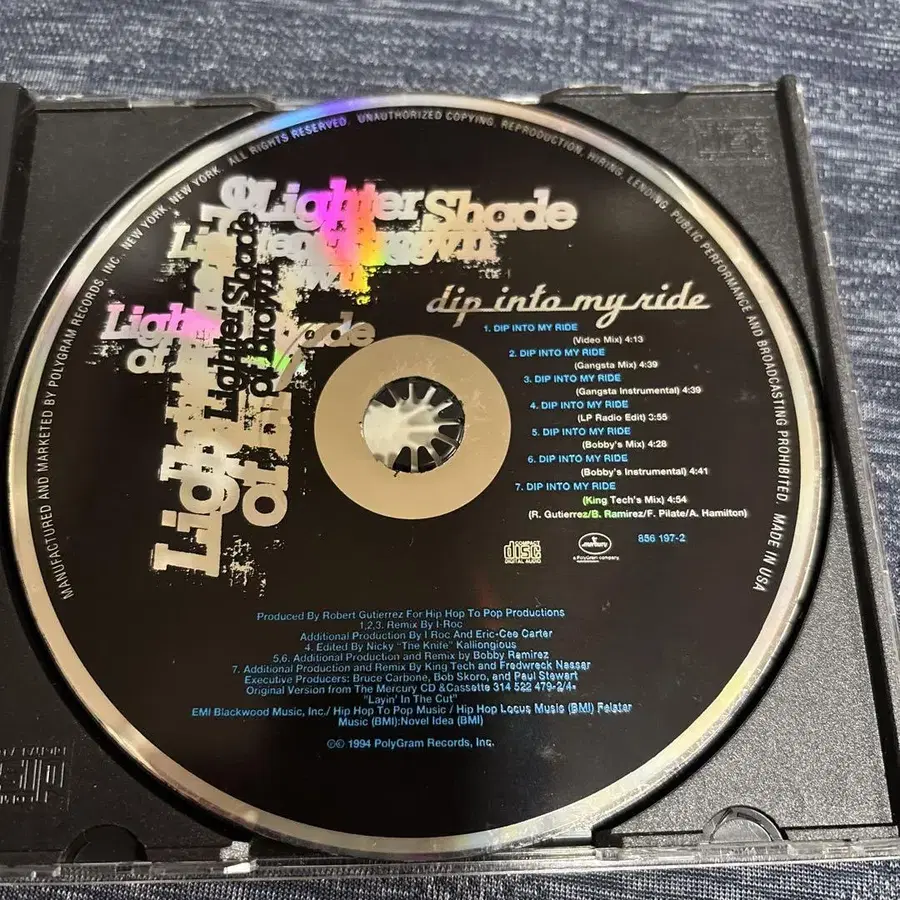 MANUFACTURED AND MARKETED BY POLYGRAM RECORDS, INC. NEW YORK, NEW YORK. ALL RIGHTS RESERVED. UNAUTHORIZED COPYING, REPRODUCTION, HIRING, LENDING, PUBLIC PERFORMANCE AND BROADCASTING PROHIBITED. MADE IN USA
Lighter Shade
Lighter Shade
of brown
dip into my ride
1. DIP INTO MY RIDE
(Video Mix) 4:13
2. DIP INTO MY RIDE
(Gangsta Mix) 4:39
3. DIP INTO MY RIDE
(Gangsta Instrumental) 4:39
4. DIP INTO MY RIDE
(LP Radio Edit) 3:55
5. DIP INTO MY RIDE
(Bobby's Mix) 4:28
6. DIP INTO MY RIDE
(Bobby's Instrumental) 4:41
7. DIP INTO MY RIDE
(King Tech's Mix) 4:54
(R. Gutierrez/B. Ramirez/F. Pilate/A. Hamilton)
COMPACT
disc
DIGITAL AUDIO
mercury
a PolyGram company
856 197-2
Produced By Robert Gutierrez For Hip Hop To Pop Productions
1,2,3. Remix By I-Roc
Additional Production By I Roc And Eric-Cee Carter
4. Edited By Nicky "The Knife" Kalliongious
5,6. Additional Production and Remix by Bobby Ramirez
7. Additional Production and Remix By King Tech and Fredwreck Nassar
Executive Producers: Bruce Carbone, Bob Skoro, and Paul Stewart
Original Version from The Mercury CD &Cassette 314 522 479-2/4-
"Layin' In The Cut"
EMI Blackwood Music, Inc./ Hip Hop To Pop Music / Hip Hop Locus Music (BMI) Felstar
Music (BMI):Novel Idea (BMI)
℗© 1994 PolyGram Records, Inc.